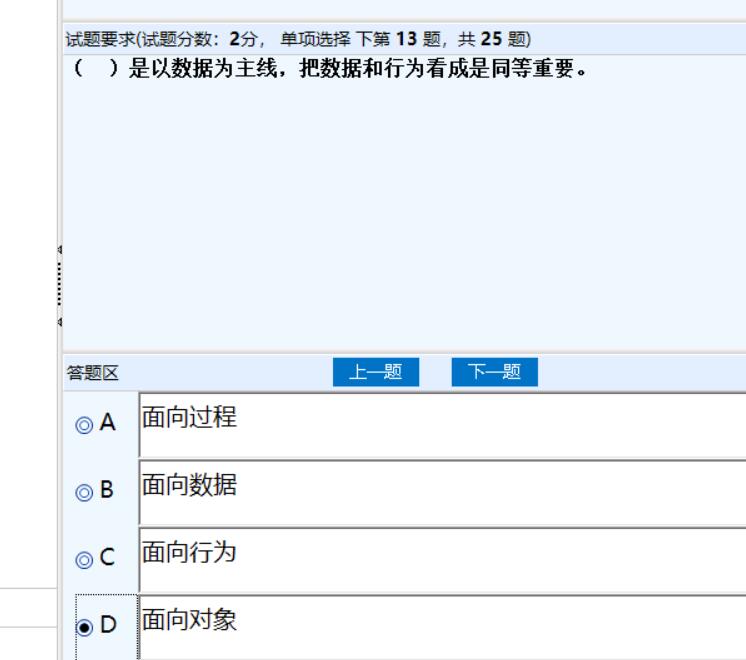 试题要求(试题分数：2分， 单项选择 下第 13 题，共 25 题)
（ ）是以数据为主线，把数据和行为看成是同等重要。
答题区 上一题 下一题
A 面向过程
B 面向数据
C 面向行为
D 面向对象